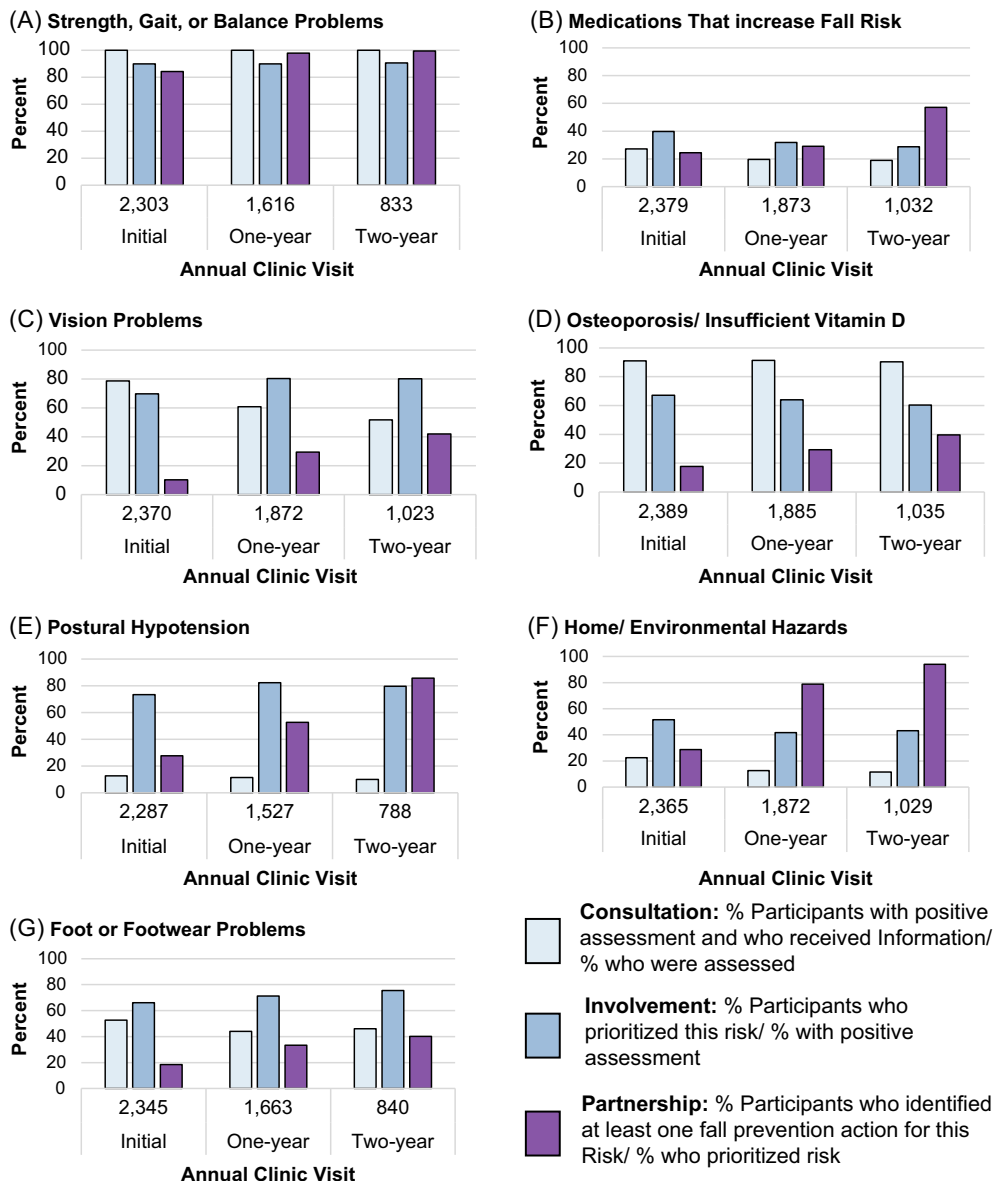 (A) Strength, Gait, or Balance Problems
Percent
100
80
60
40
20
0
2,303 1,616 833
Initial One-year Two-year
Annual Clinic Visit
(B) Medications That increase Fall Risk
Percent
100
80
60
40
20
0
2,379 1,873 1,032
Initial One-year Two-year
Annual Clinic Visit
(C) Vision Problems
Percent
100
80
60
40
20
0
2,370 1,872 1,023
Initial One-year Two-year
Annual Clinic Visit
(D) Osteoporosis/ Insufficient Vitamin D
Percent
100
80
60
40
20
0
2,389 1,885 1,035
Initial One-year Two-year
Annual Clinic Visit
(E) Postural Hypotension
Percent
100
80
60
40
20
0
2,287 1,527 788
Initial One-year Two-year
Annual Clinic Visit
(F) Home/ Environmental Hazards
Percent
100
80
60
40
20
0
2,365 1,872 1,029
Initial One-year Two-year
Annual Clinic Visit
(G) Foot or Footwear Problems
Percent
100
80
60
40
20
0
2,345 1,663 840
Initial One-year Two-year
Annual Clinic Visit
Consultation: % Participants with positive
assessment and who received Information/
% who were assessed
Involvement: % Participants who
prioritized this risk/ % with positive
assessment
Partnership: % Participants who identified
at least one fall prevention action for this
Risk/ % who prioritized risk